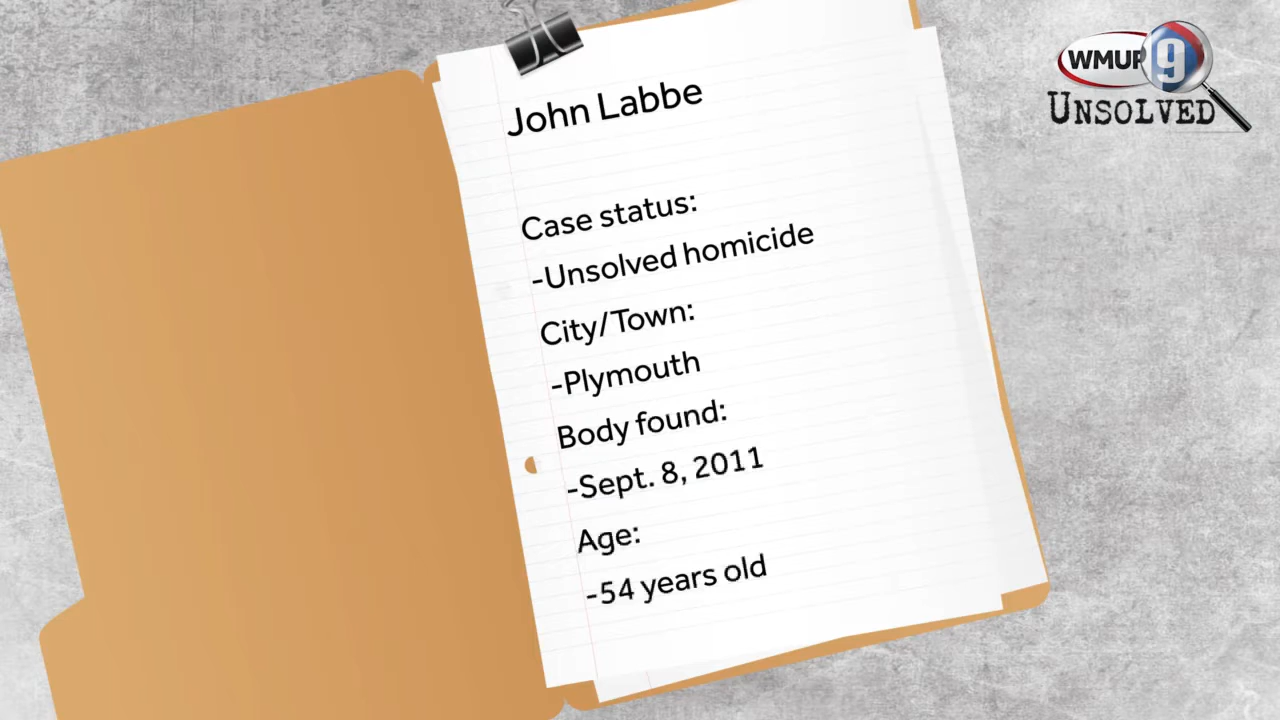 John Labbe
Case status:
-Unsolved homicide
City/Town:
-Plymouth
Body found:
-Sept. 8, 2011
Age:
-54 years old
WMUR 9
UNSOLVED